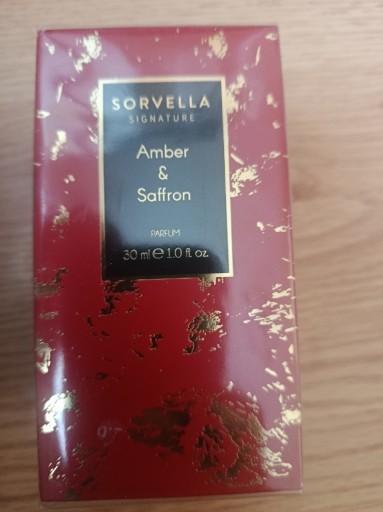 SORVELLA
SIGNATURE
Amber
&
Saffron
PARFUM
30 ml ℮ 1.0 fl. oz.